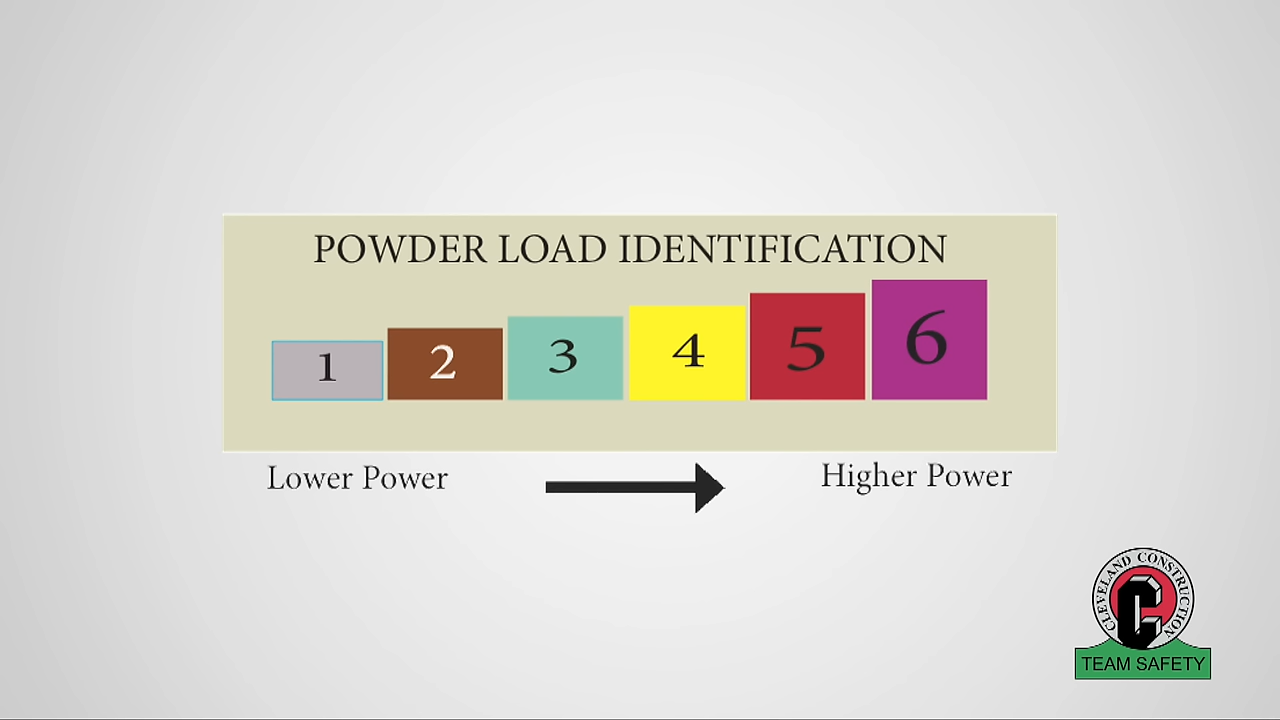 POWDER LOAD IDENTIFICATION
1 2 3 4 5 6
Lower Power Higher Power
CLEVELAND CONSTRUCTION
C
TEAM SAFETY